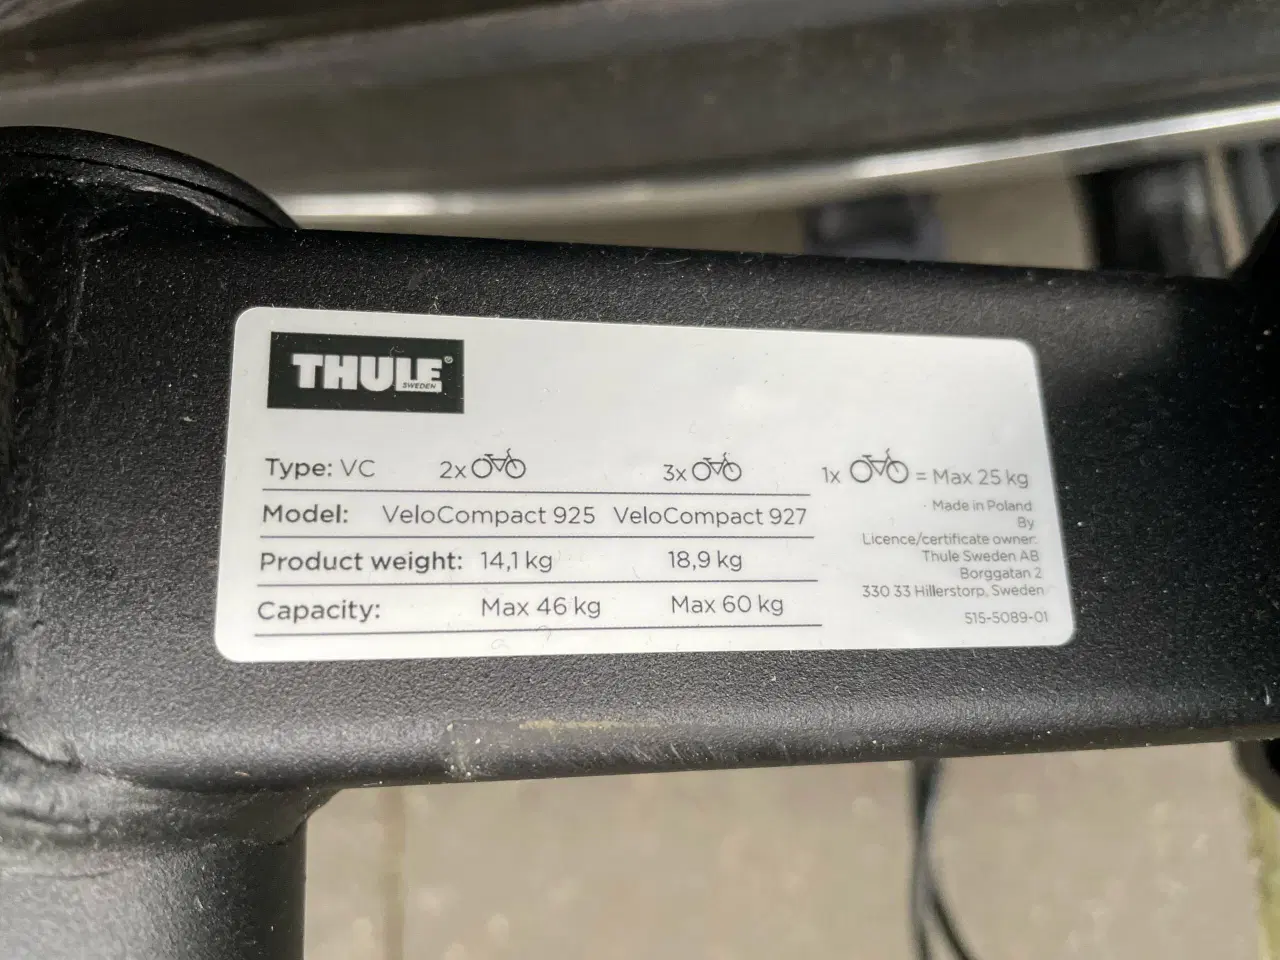 THULE®
SWEDEN
Type: VC 2x 3x 1x = Max 25 kg
Model: VeloCompact 925 VeloCompact 927
Product weight: 14,1 kg 18,9 kg
Capacity: Max 46 kg Max 60 kg
Made in Poland
By
Licence/certificate owner:
Thule Sweden AB
Borggatan 2
330 33 Hillerstorp, Sweden
515-5089-01